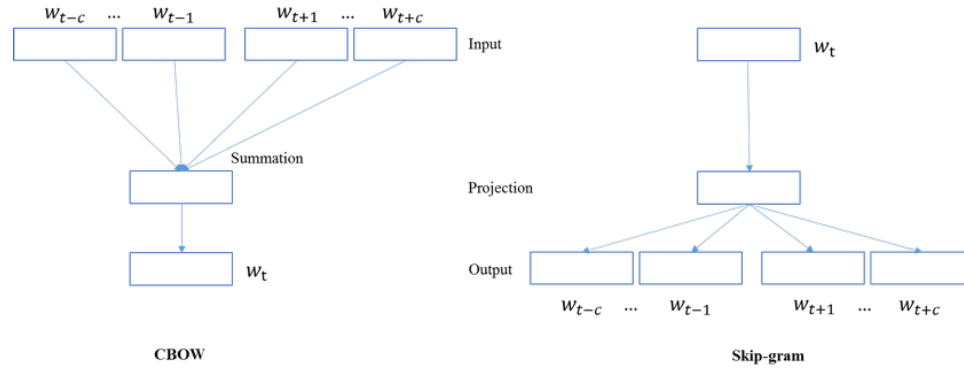 w_{t-c} ... w_{t-1} w_{t+1} ... w_{t+c}
Input
w_t
Summation
Projection
w_t
Output
w_{t-c} ... w_{t-1} w_{t+1} ... w_{t+c}
CBOW
Skip-gram